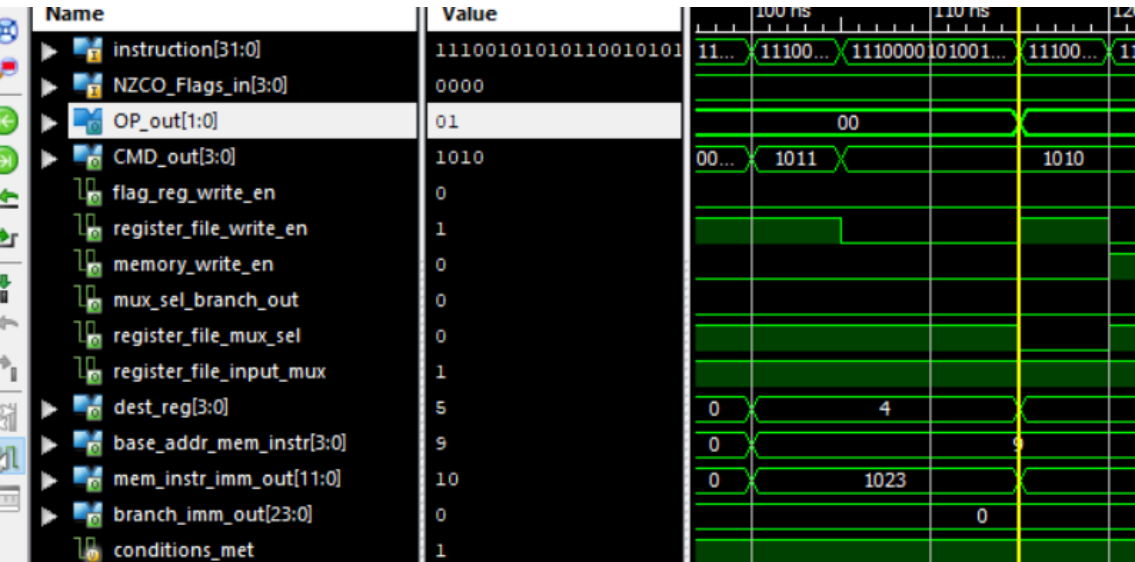 Name Value 100 ns 110 ns 12
instruction[31:0] 11100101010110010101 11... 11100... 1110000101001... 11100... 11
NZCO_Flags_in[3:0] 0000
OP_out[1:0] 01 00
CMD_out[3:0] 1010 00... 1011 1010
flag_reg_write_en 0
register_file_write_en 1
memory_write_en 0
mux_sel_branch_out 0
register_file_mux_sel 0
register_file_input_mux 1
dest_reg[3:0] 5 0 4
base_addr_mem_instr[3:0] 9 0 9
mem_instr_imm_out[11:0] 10 0 1023
branch_imm_out[23:0] 0 0
conditions_met 1